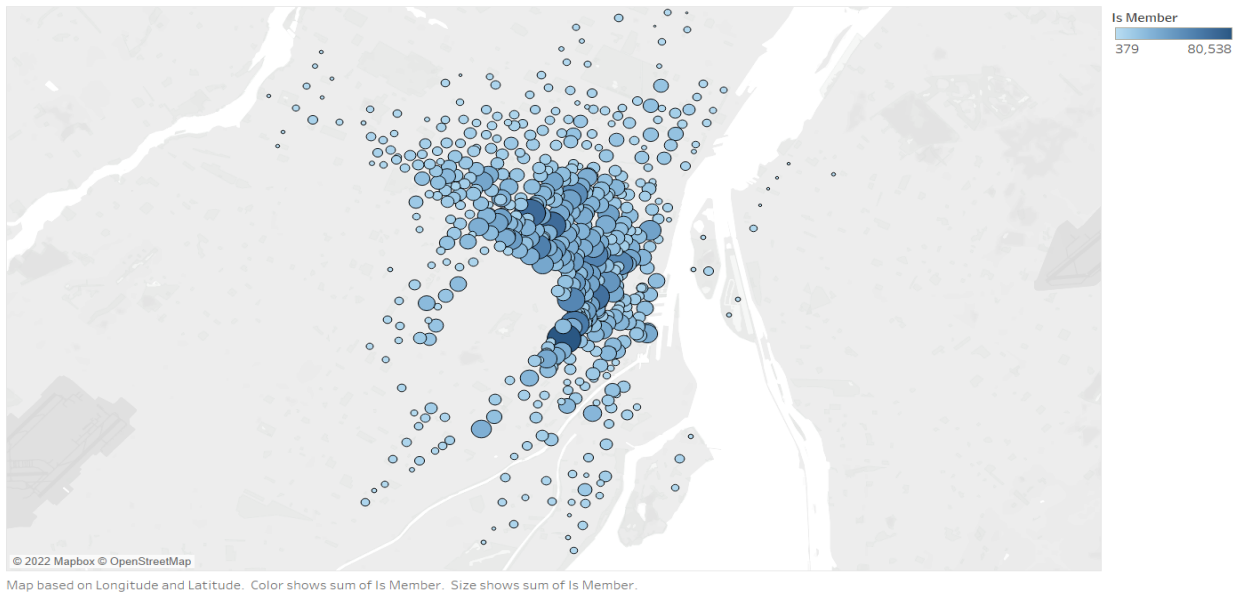 Is Member
379 80,538
© 2022 Mapbox © OpenStreetMap
Map based on Longitude and Latitude. Color shows sum of Is Member. Size shows sum of Is Member.